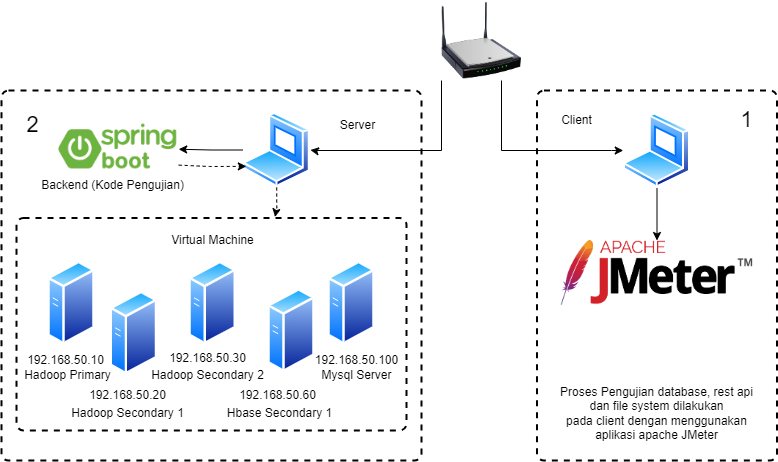 2
spring
boot
Backend (Kode Pengujian)
Server
Virtual Machine
192.168.50.10
Hadoop Primary
192.168.50.20
Hadoop Secondary 1
192.168.50.30
Hadoop Secondary 2
192.168.50.60
Hbase Secondary 1
192.168.50.100
Mysql Server
Client
1
APACHE
JMeter™
Proses Pengujian database, rest api
dan file system dilakukan
pada client dengan menggunakan
aplikasi apache JMeter